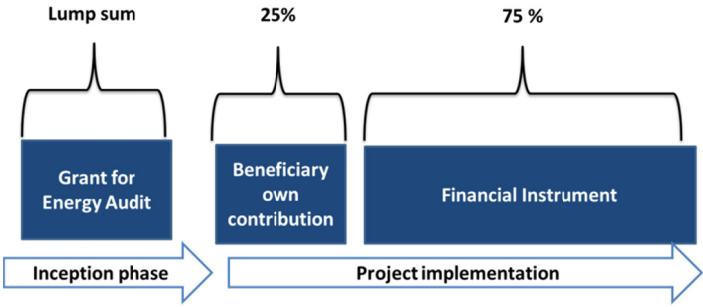 Lump sum
25%
75 %
Grant for
Energy Audit
Beneficiary
own
contribution
Financial Instrument
Inception phase
Project implementation